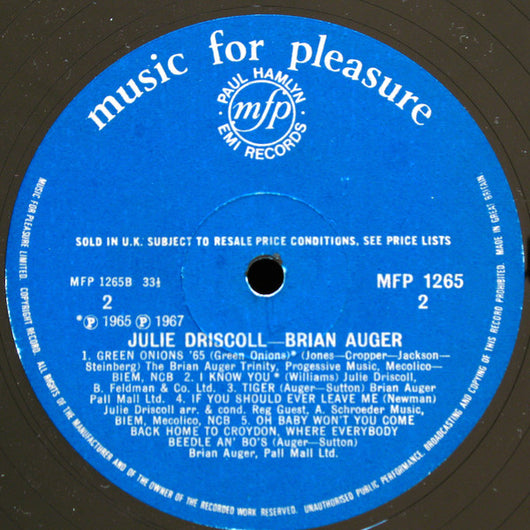 music for pleasure
PAUL HAMLYN
mfp
EMI RECORDS
SOLD IN U.K. SUBJECT TO RESALE PRICE CONDITIONS, SEE PRICE LISTS
MFP 1265B 33⅓
2
MFP 1265
2
*Ⓟ 1965 Ⓟ 1967
JULIE DRISCOLL—BRIAN AUGER
1. GREEN ONIONS '65 (Green Onions)* (Jones—Cropper—Jackson—
Steinberg) The Brian Auger Trinity, Progessive Music, Mecolico—
BIEM, NCB 2. I KNOW YOU * (Williams) Julie Driscoll,
B. Feldman & Co. Ltd. 3. TIGER (Auger—Sutton) Brian Auger
Pall Mall Ltd. 4. IF YOU SHOULD EVER LEAVE ME (Newman)
Julie Driscoll arr. & cond. Reg Guest, A. Schroeder Music,
BIEM, Mecolico, NCB 5. OH BABY WON'T YOU COME
BACK HOME TO CROYDON, WHERE EVERYBODY
BEEDLE AN' BO'S (Auger—Sutton)
Brian Auger, Pall Mall Ltd.
MUSIC FOR PLEASURE LIMITED. COPYRIGHT RECORD. ALL RIGHTS OF THE MANUFACTURER AND OF THE OWNER OF THE RECORDED WORK RESERVED. UNAUTHORISED PUBLIC PERFORMANCE, BROADCASTING AND COPYING OF THIS RECORD PROHIBITED. MADE IN GREAT BRITAIN.